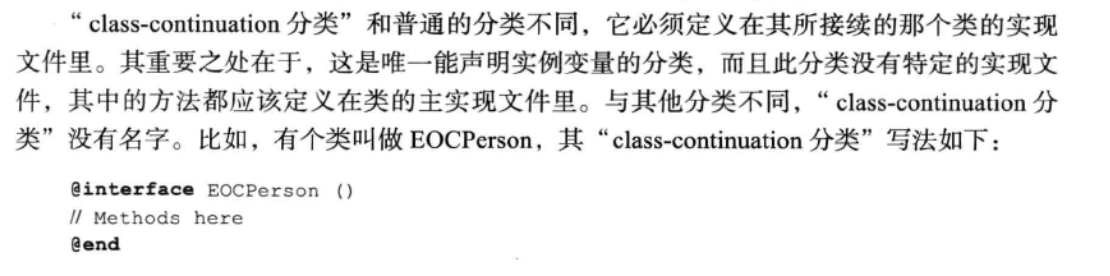 “class-continuation 分类”和普通的分类不同，它必须定义在其所接续的那个类的实现
文件里。其重要之处在于，这是唯一能声明实例变量的分类，而且此分类没有特定的实现文
件，其中的方法都应该定义在类的主实现文件里。与其他分类不同，“class-continuation 分
类”没有名字。比如，有个类叫做 EOCPerson，其“class-continuation 分类”写法如下：
@interface EOCPerson ()
// Methods here
@end